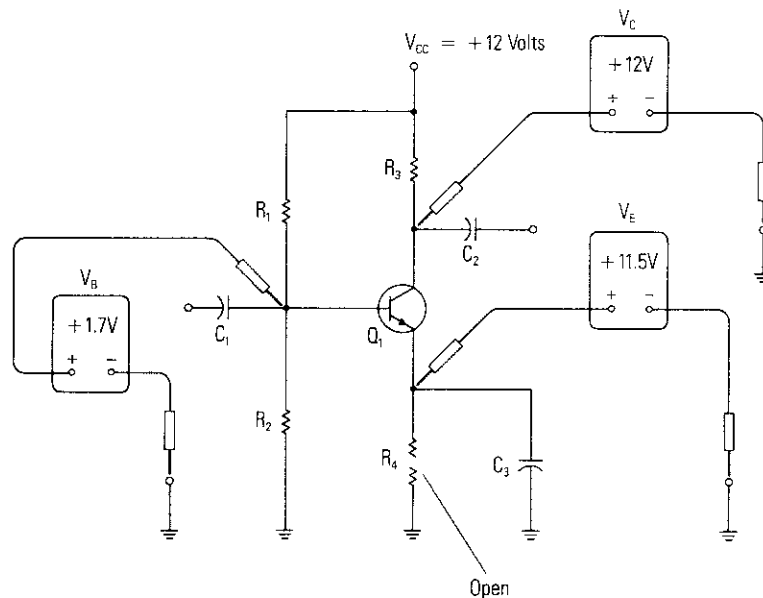 V_CC = +12 Volts
V_C
+12V
+ −
R_3
R_1
V_E
+11.5V
+ −
C_2
V_B
+1.7V
+ −
C_1
Q_1
R_2
R_4
C_3
Open